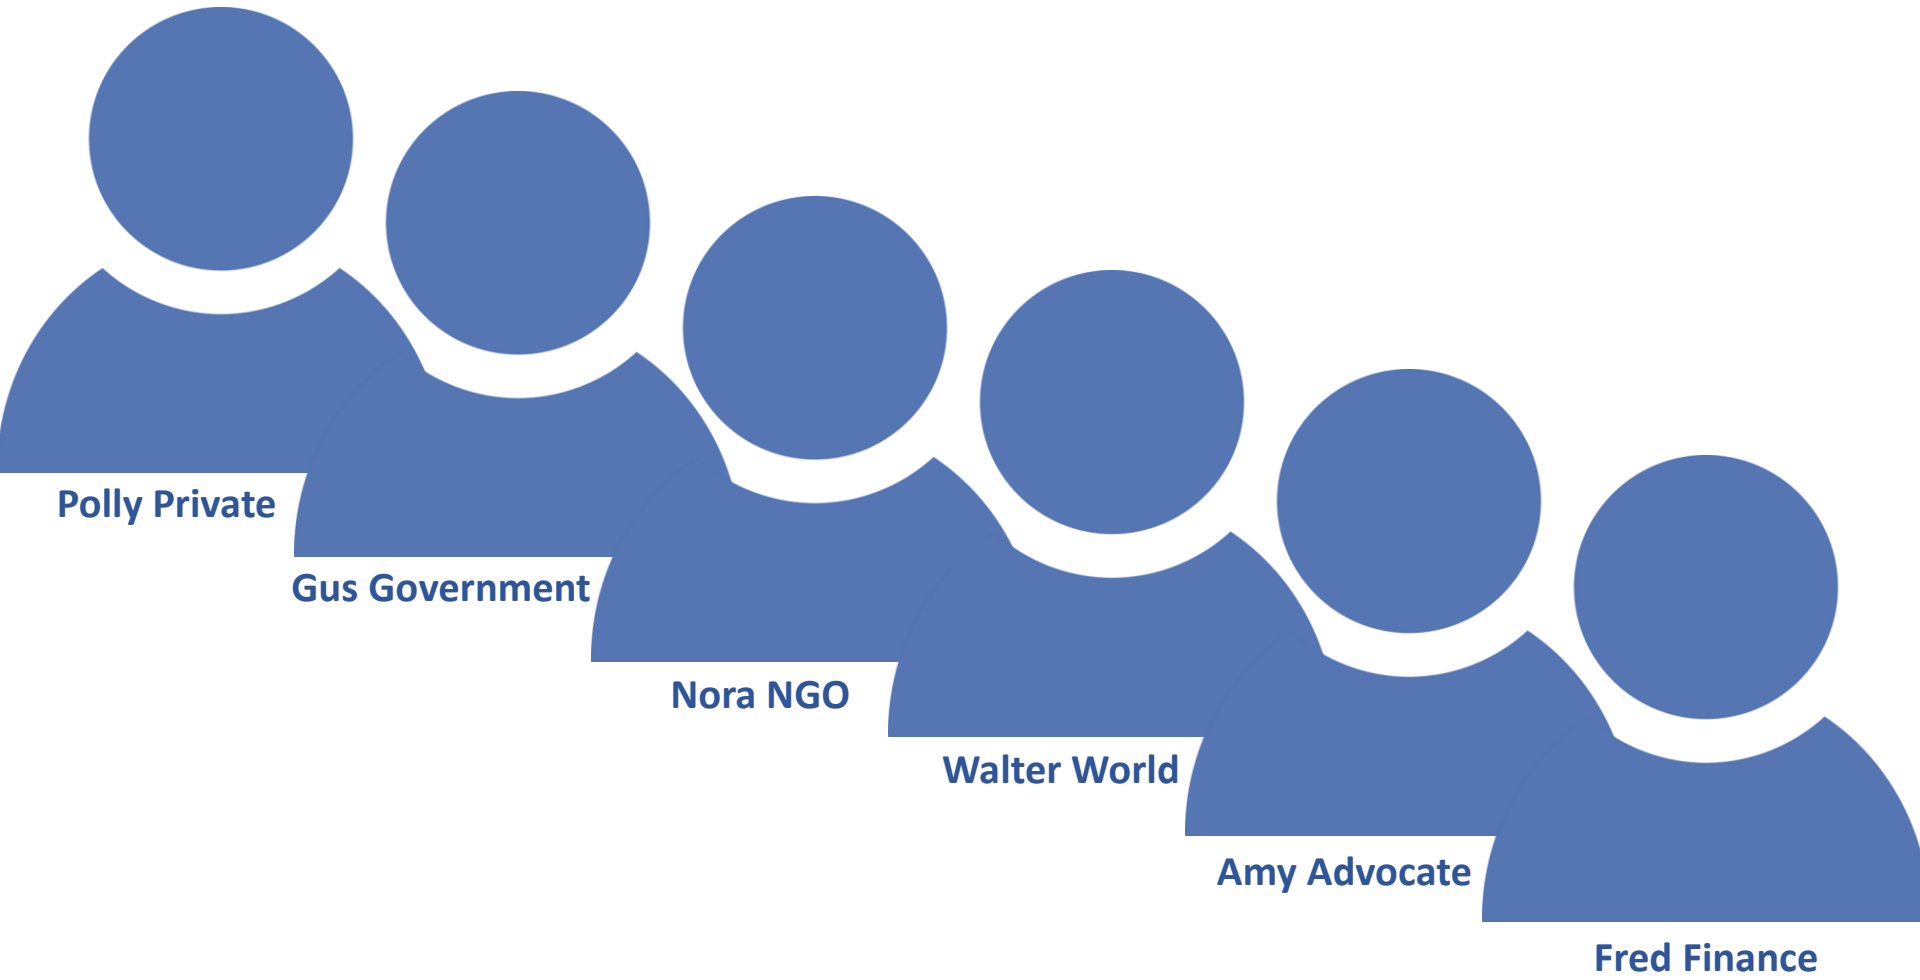 Polly Private
Gus Government
Nora NGO
Walter World
Amy Advocate
Fred Finance